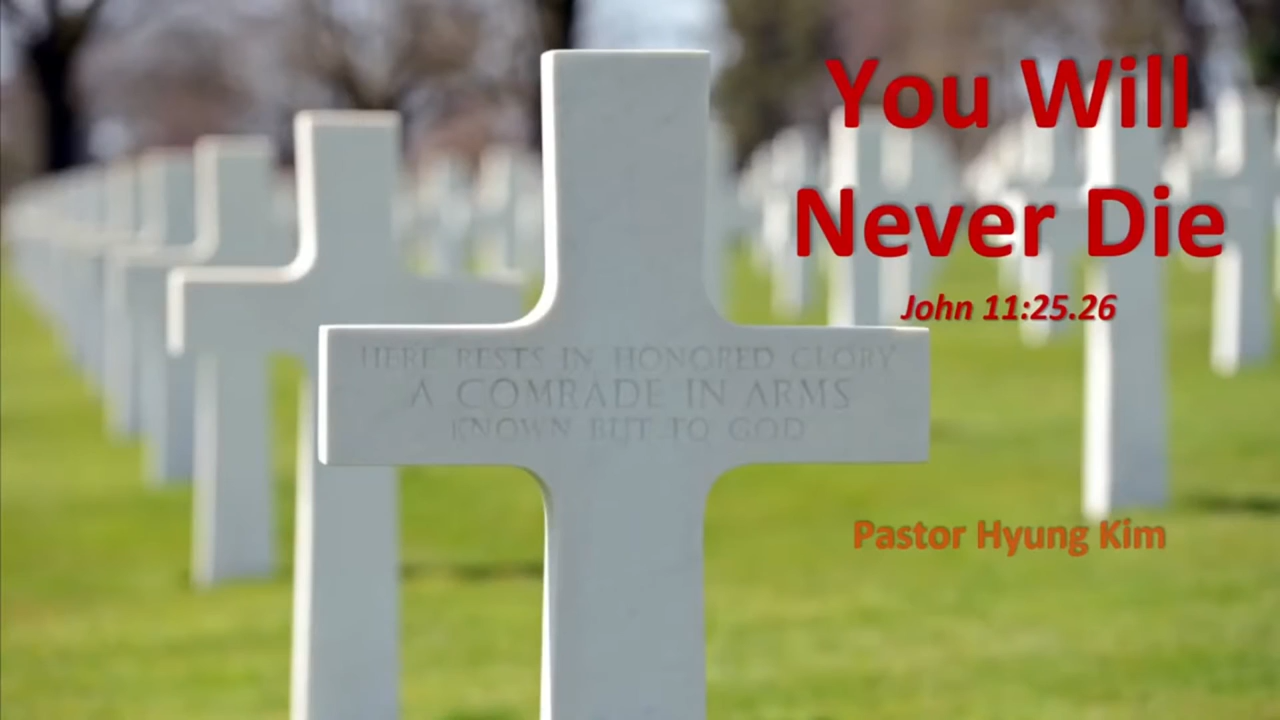 You Will
Never Die
John 11:25.26
HERE RESTS IN HONORED GLORY
A COMRADE IN ARMS
KNOWN BUT TO GOD
Pastor Hyung Kim